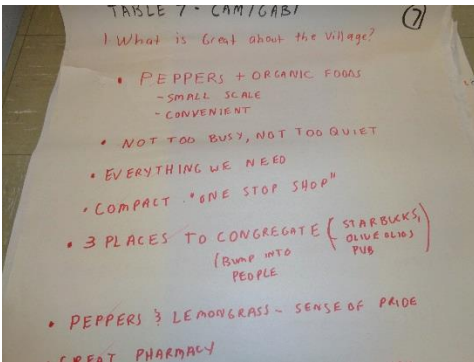 TABLE 7 - CAM/GABI
7
1 What is Great about the Village?
• PEPPERS + ORGANIC FOODS
- SMALL SCALE
- CONVENIENT
• NOT TOO BUSY, NOT TOO QUIET
• EVERYTHING WE NEED
• COMPACT "ONE STOP SHOP"
• 3 PLACES TO CONGREGATE (STARBUCKS,
OLIVE OLIOS
PUB)
(BUMP INTO
PEOPLE
• PEPPERS & LEMONGRASS - SENSE OF PRIDE
GREAT PHARMACY